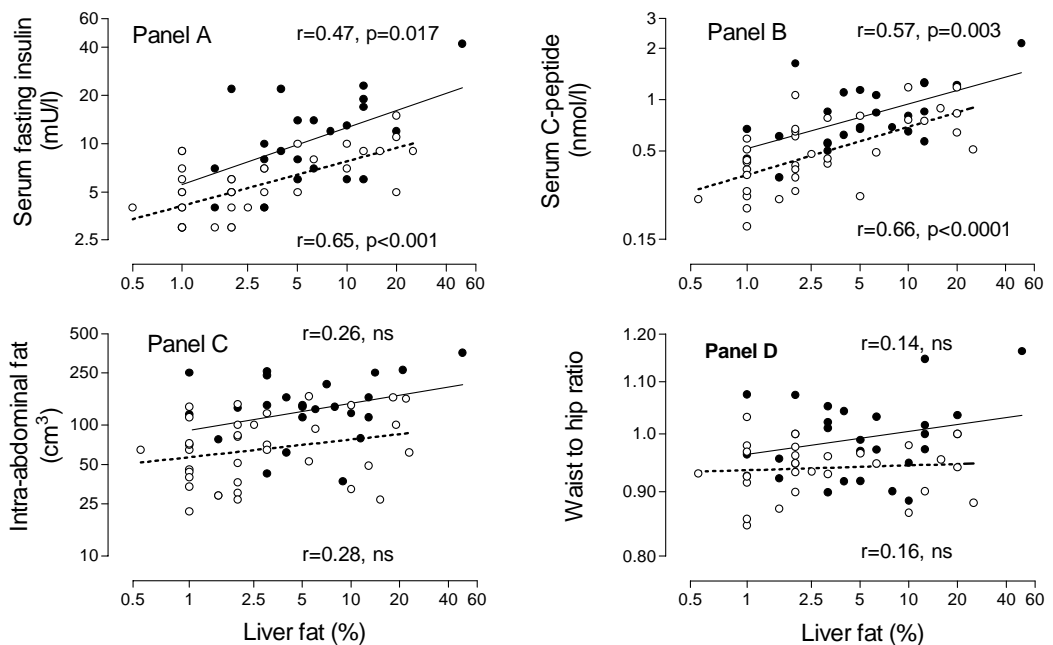 Panel A
r=0.47, p=0.017
Serum fasting insulin
(mU/l)
60
40
20
10
5
2.5
r=0.65, p<0.001
0.5 1.0 2.5 5 10 20 40 60
Panel B
r=0.57, p=0.003
Serum C-peptide
(nmol/l)
3
2
1
0.5
0.15
r=0.66, p<0.0001
0.5 1.0 2.5 5 10 20 40 60
Panel C
r=0.26, ns
Intra-abdominal fat
(cm3)
500
250
100
50
25
10
r=0.28, ns
0.5 1 2.5 5 10 20 40 60
Liver fat (%)
Panel D
r=0.14, ns
Waist to hip ratio
1.20
1.10
1.0
0.90
0.80
r=0.16, ns
0.5 1.0 2.5 5 10 20 40 60
Liver fat (%)